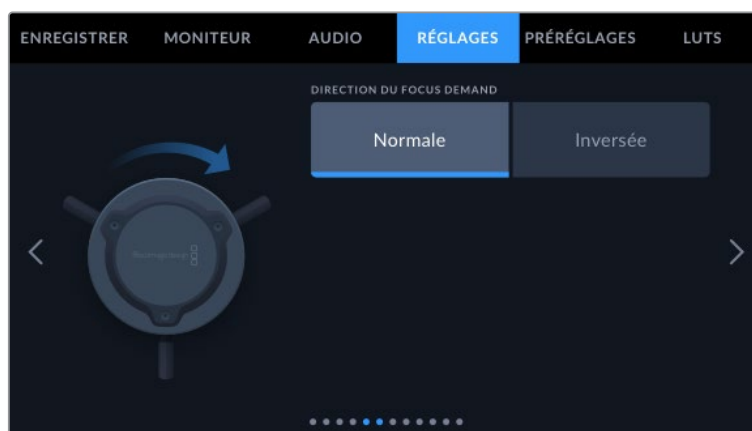 ENREGISTRER MONITEUR AUDIO RÉGLAGES PRÉRÉGLAGES LUTS
DIRECTION DU FOCUS DEMAND
Normale Inversée